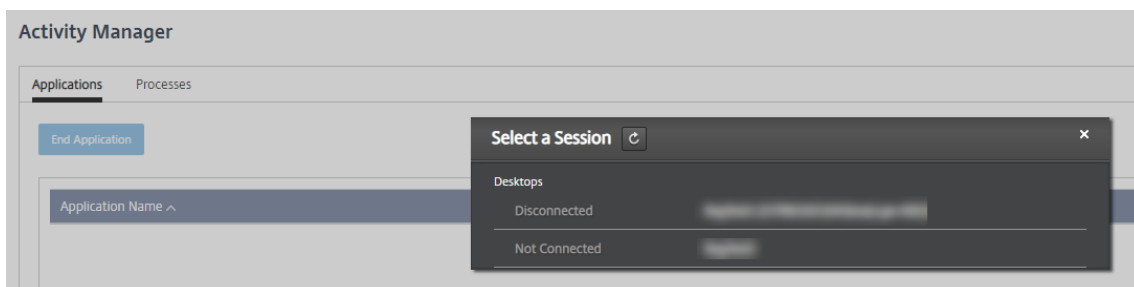 Activity Manager
Applications Processes
End Application
Select a Session
Application Name
Desktops
Disconnected
Not Connected